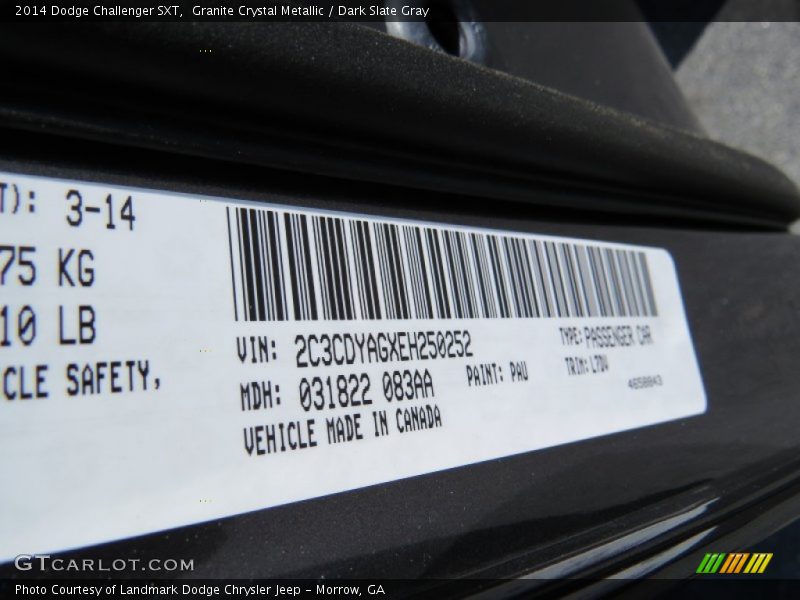 2014 Dodge Challenger SXT,  Granite Crystal Metallic / Dark Slate Gray
T): 3-14
75 KG
10 LB
CLE SAFETY,
VIN: 2C3CDYAGXEH250252
TYPE: PASSENGER CAR
MDH: 031822 083AA
PAINT: PAU
TRIM: L7DV
VEHICLE MADE IN CANADA
GTCARLOT.COM
Photo Courtesy of Landmark Dodge Chrysler Jeep - Morrow, GA